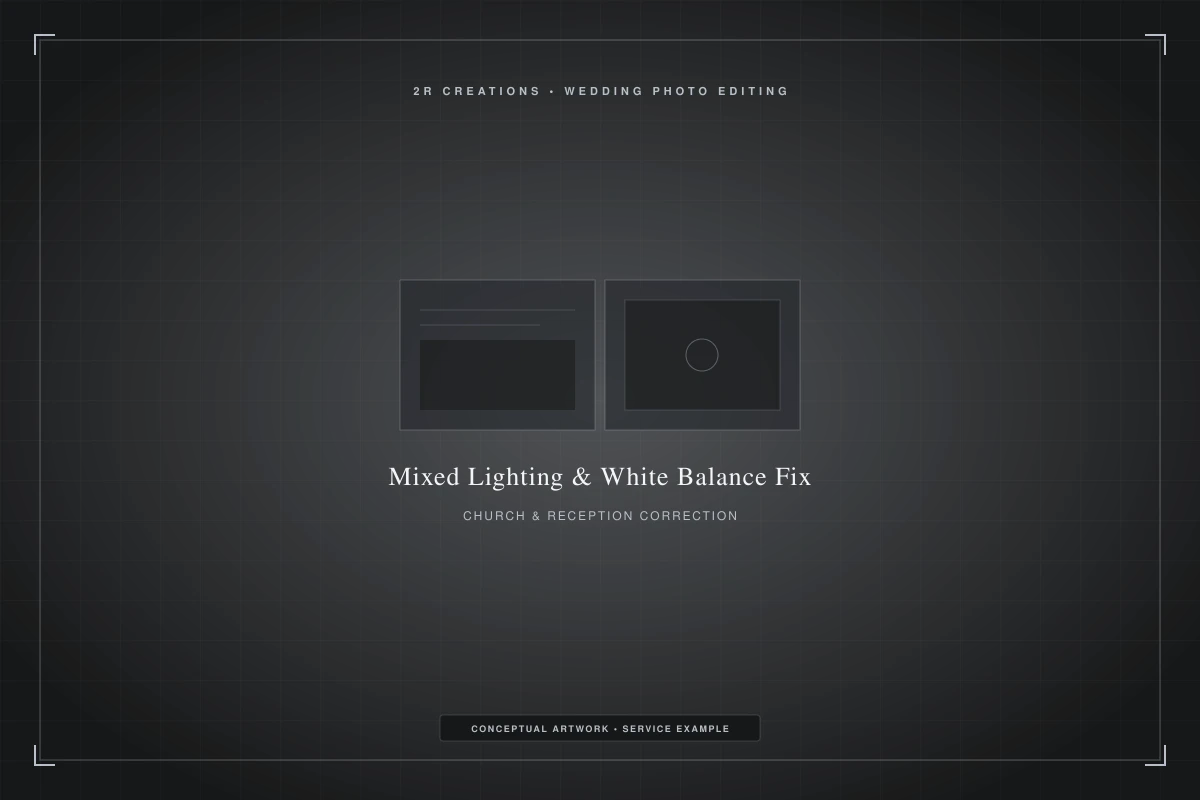 2R CREATIONS • WEDDING PHOTO EDITING
Mixed Lighting & White Balance Fix
CHURCH & RECEPTION CORRECTION
CONCEPTUAL ARTWORK • SERVICE EXAMPLE